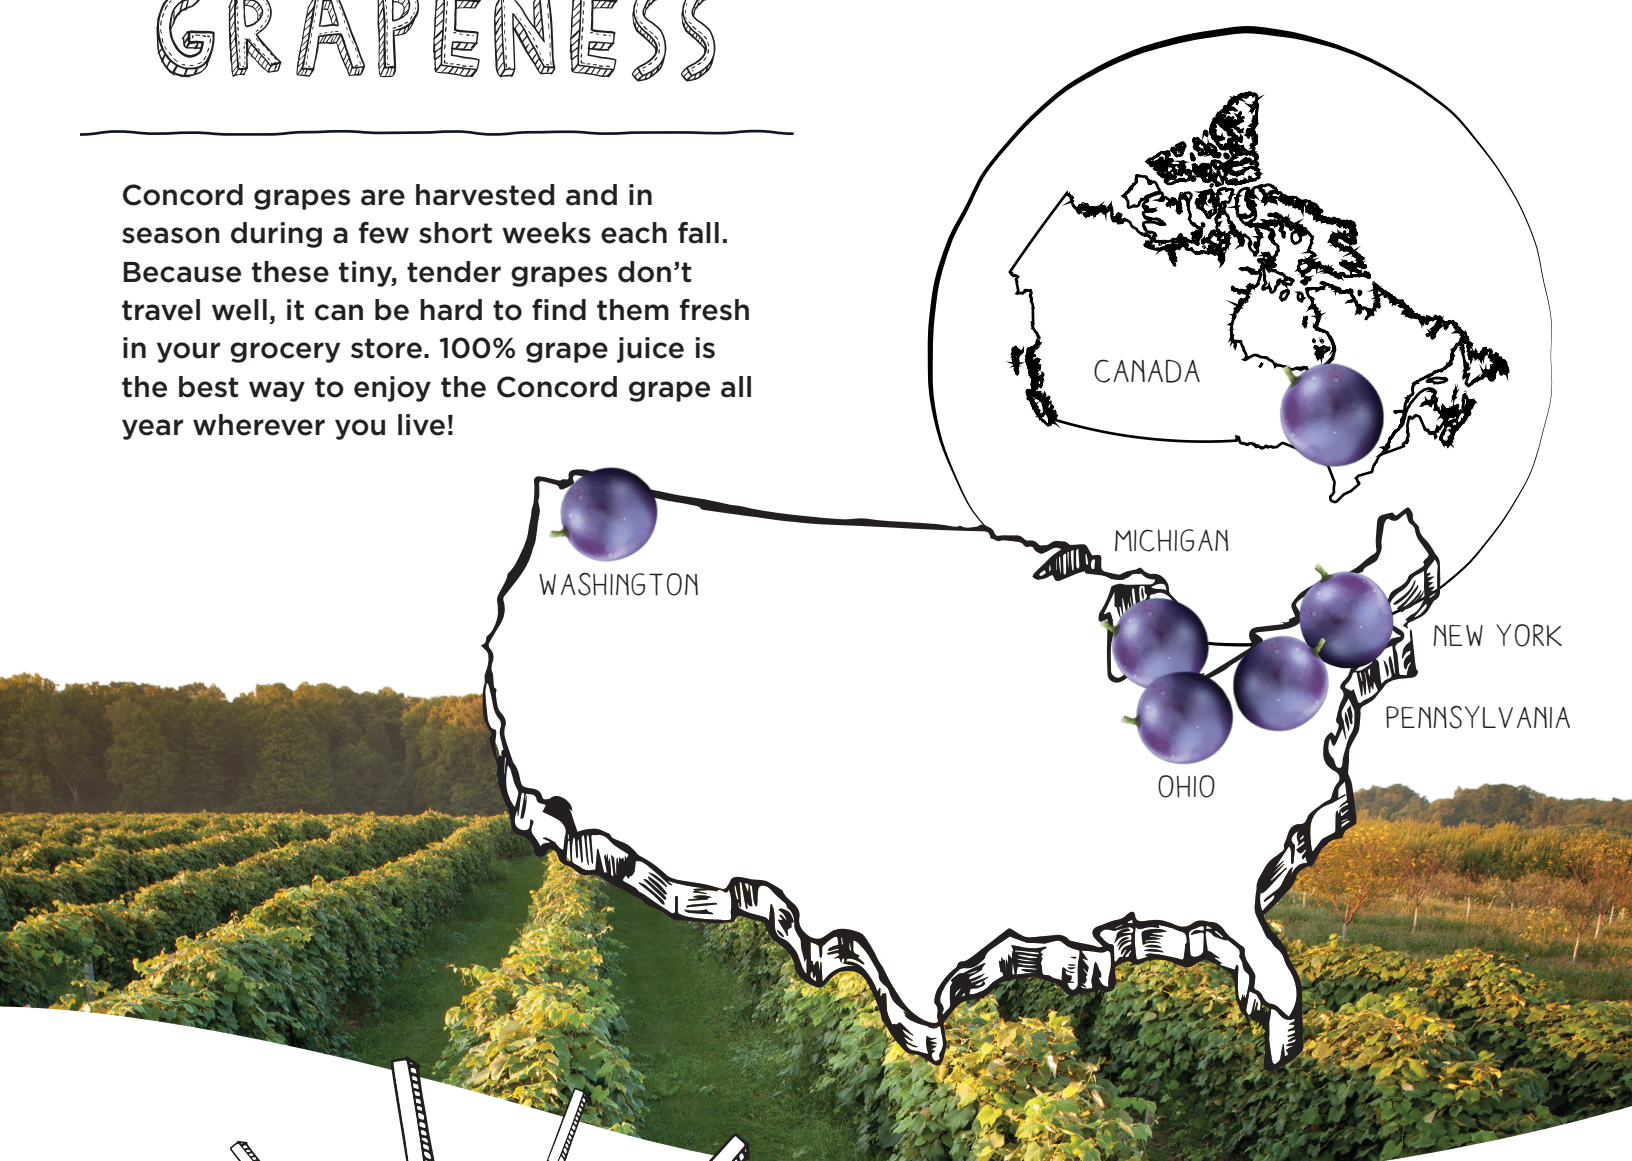 GRAPENESS
Concord grapes are harvested and in
season during a few short weeks each fall.
Because these tiny, tender grapes don’t
travel well, it can be hard to find them fresh
in your grocery store. 100% grape juice is
the best way to enjoy the Concord grape all
year wherever you live!
CANADA
MICHIGAN
WASHINGTON
NEW YORK
PENNSYLVANIA
OHIO